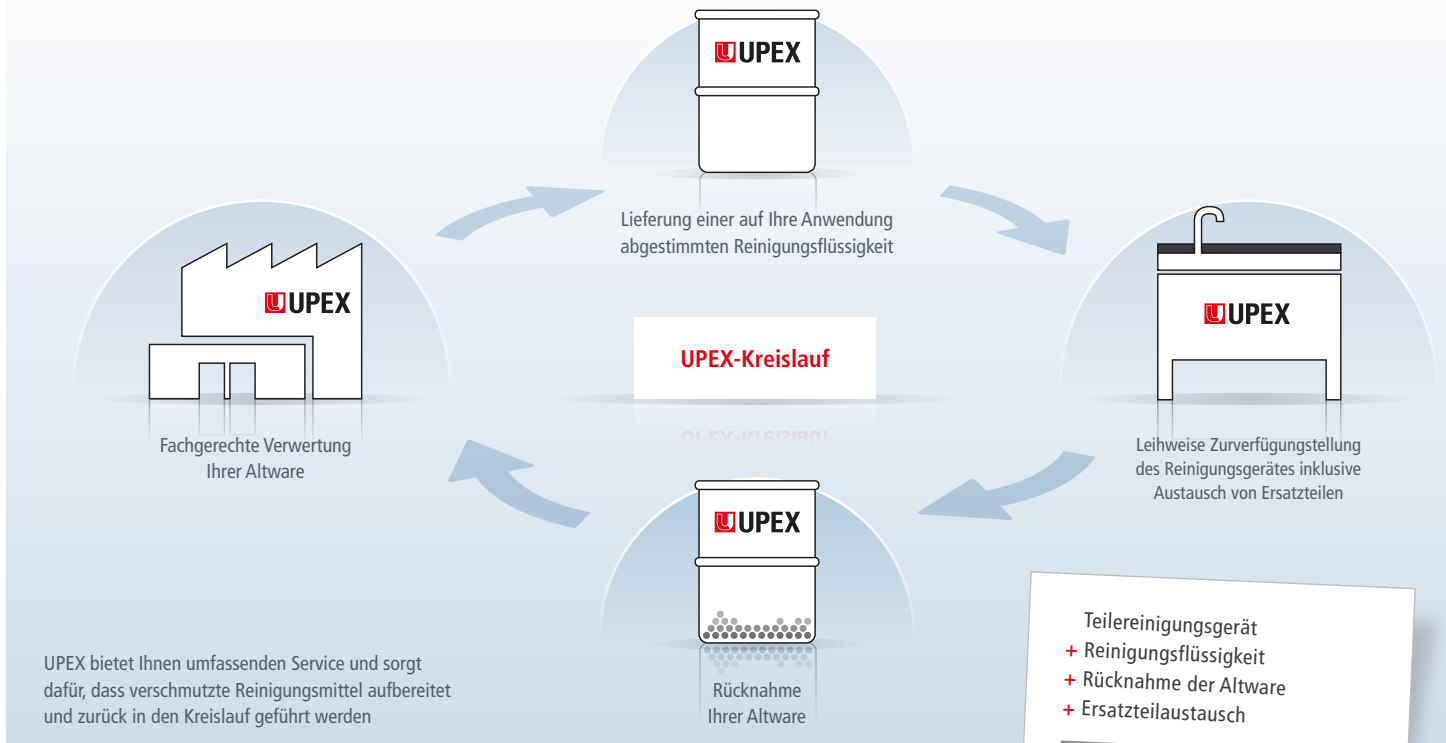 UPEX
Lieferung einer auf Ihre Anwendung
abgestimmten Reinigungsflüssigkeit
UPEX
Leihweise Zurverfügungstellung
des Reinigungsgerätes inklusive
Austausch von Ersatzteilen
UPEX
Rücknahme
Ihrer Altware
UPEX
Fachgerechte Verwertung
Ihrer Altware
UPEX-Kreislauf
UPEX bietet Ihnen umfassenden Service und sorgt
dafür, dass verschmutzte Reinigungsmittel aufbereitet
und zurück in den Kreislauf geführt werden
Teilereinigungsgerät
+ Reinigungsflüssigkeit
+ Rücknahme der Altware
+ Ersatzteilaustausch